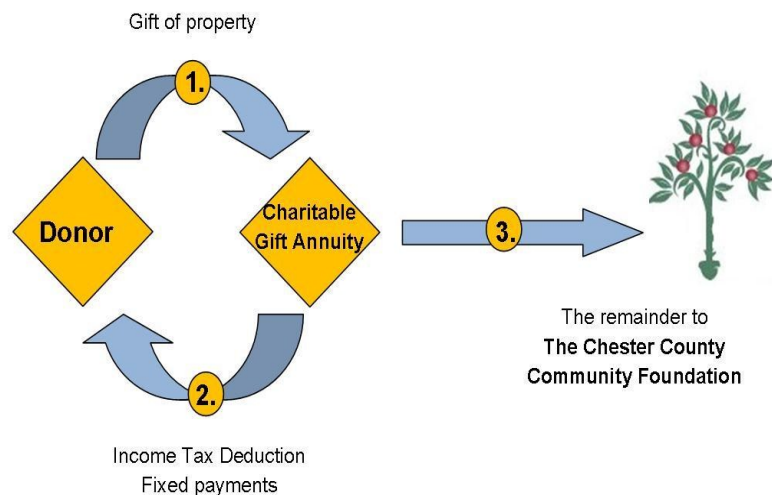 Gift of property
1.
Donor
Charitable
Gift Annuity
3.
2.
Income Tax Deduction
Fixed payments
The remainder to
The Chester County
Community Foundation